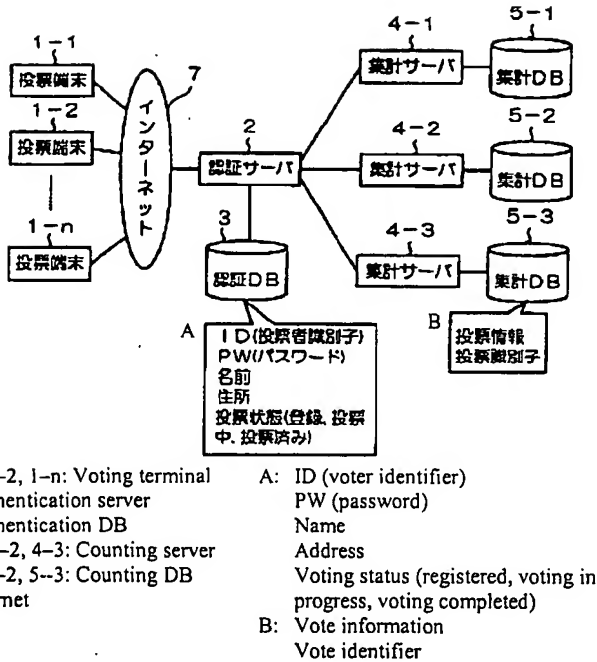 1-1
投票端末
1-2
投票端末
1-n
投票端末
7
インターネット
2
認証サーバ
3
認証DB
4-1
集計サーバ
4-2
集計サーバ
4-3
集計サーバ
5-1
集計DB
5-2
集計DB
5-3
集計DB
A
ID(投票者識別子)
PW(パスワード)
名前
住所
投票状態(登録、投票
中、投票済み)
B
投票情報
投票識別子
-2, 1-n: Voting terminal
hentication server
hentication DB
-2, 4-3: Counting server
-2, 5--3: Counting DB
ernet
A: ID (voter identifier)
PW (password)
Name
Address
Voting status (registered, voting in
progress, voting completed)
B: Vote information
Vote identifier